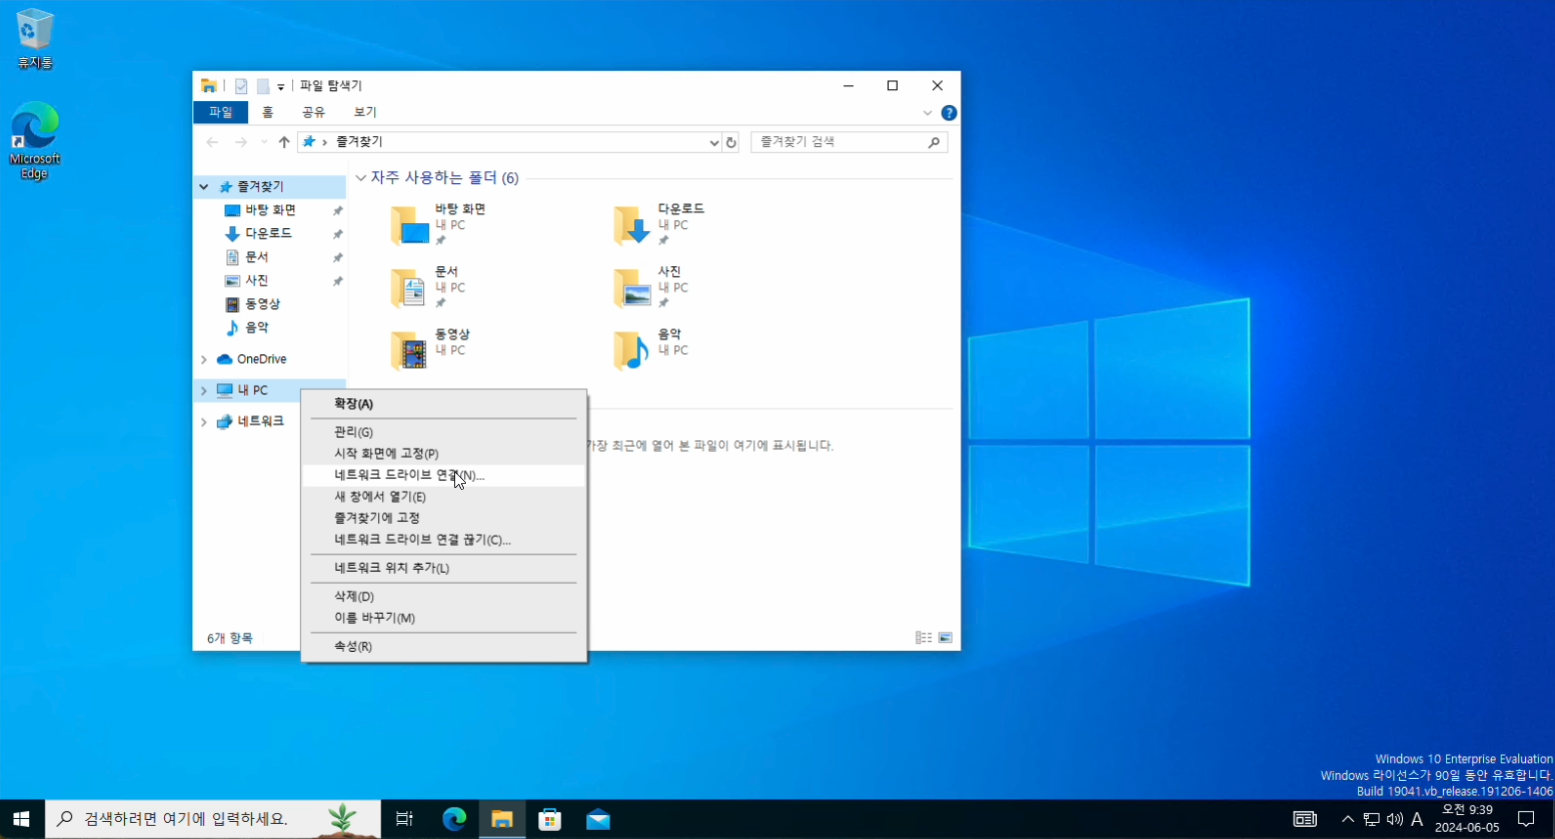 휴지통
Microsoft
Edge
파일 탐색기
파일 홈 공유 보기
즐겨찾기
즐겨찾기 검색
즐겨찾기
바탕 화면
다운로드
문서
사진
동영상
음악
OneDrive
내 PC
네트워크
자주 사용하는 폴더 (6)
바탕 화면
내 PC
다운로드
내 PC
문서
내 PC
사진
내 PC
동영상
내 PC
음악
내 PC
가장 최근에 열어 본 파일이 여기에 표시됩니다.
확장(A)
관리(G)
시작 화면에 고정(P)
네트워크 드라이브 연결(N)...
새 창에서 열기(E)
즐겨찾기에 고정
네트워크 드라이브 연결 끊기(C)...
네트워크 위치 추가(L)
삭제(D)
이름 바꾸기(M)
속성(R)
6개 항목
Windows 10 Enterprise Evaluation
Windows 라이선스가 90일 동안 유효합니다.
Build 19041.vb_release.191206-1406
검색하려면 여기에 입력하세요.
A
오전 9:39
2024-06-05